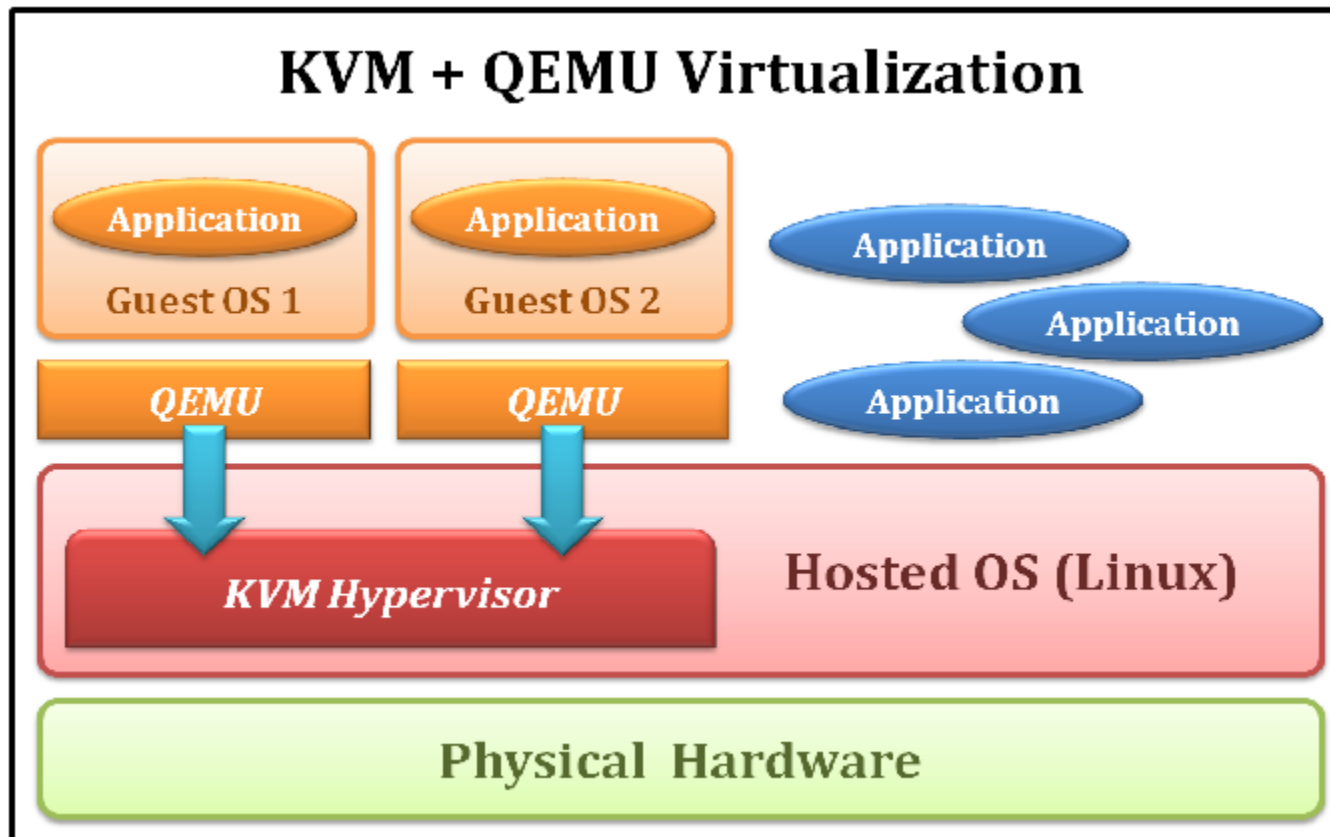 KVM + QEMU Virtualization
Application
Guest OS 1
Application
Guest OS 2
Application
Application
Application
QEMU
QEMU
KVM Hypervisor
Hosted OS (Linux)
Physical Hardware